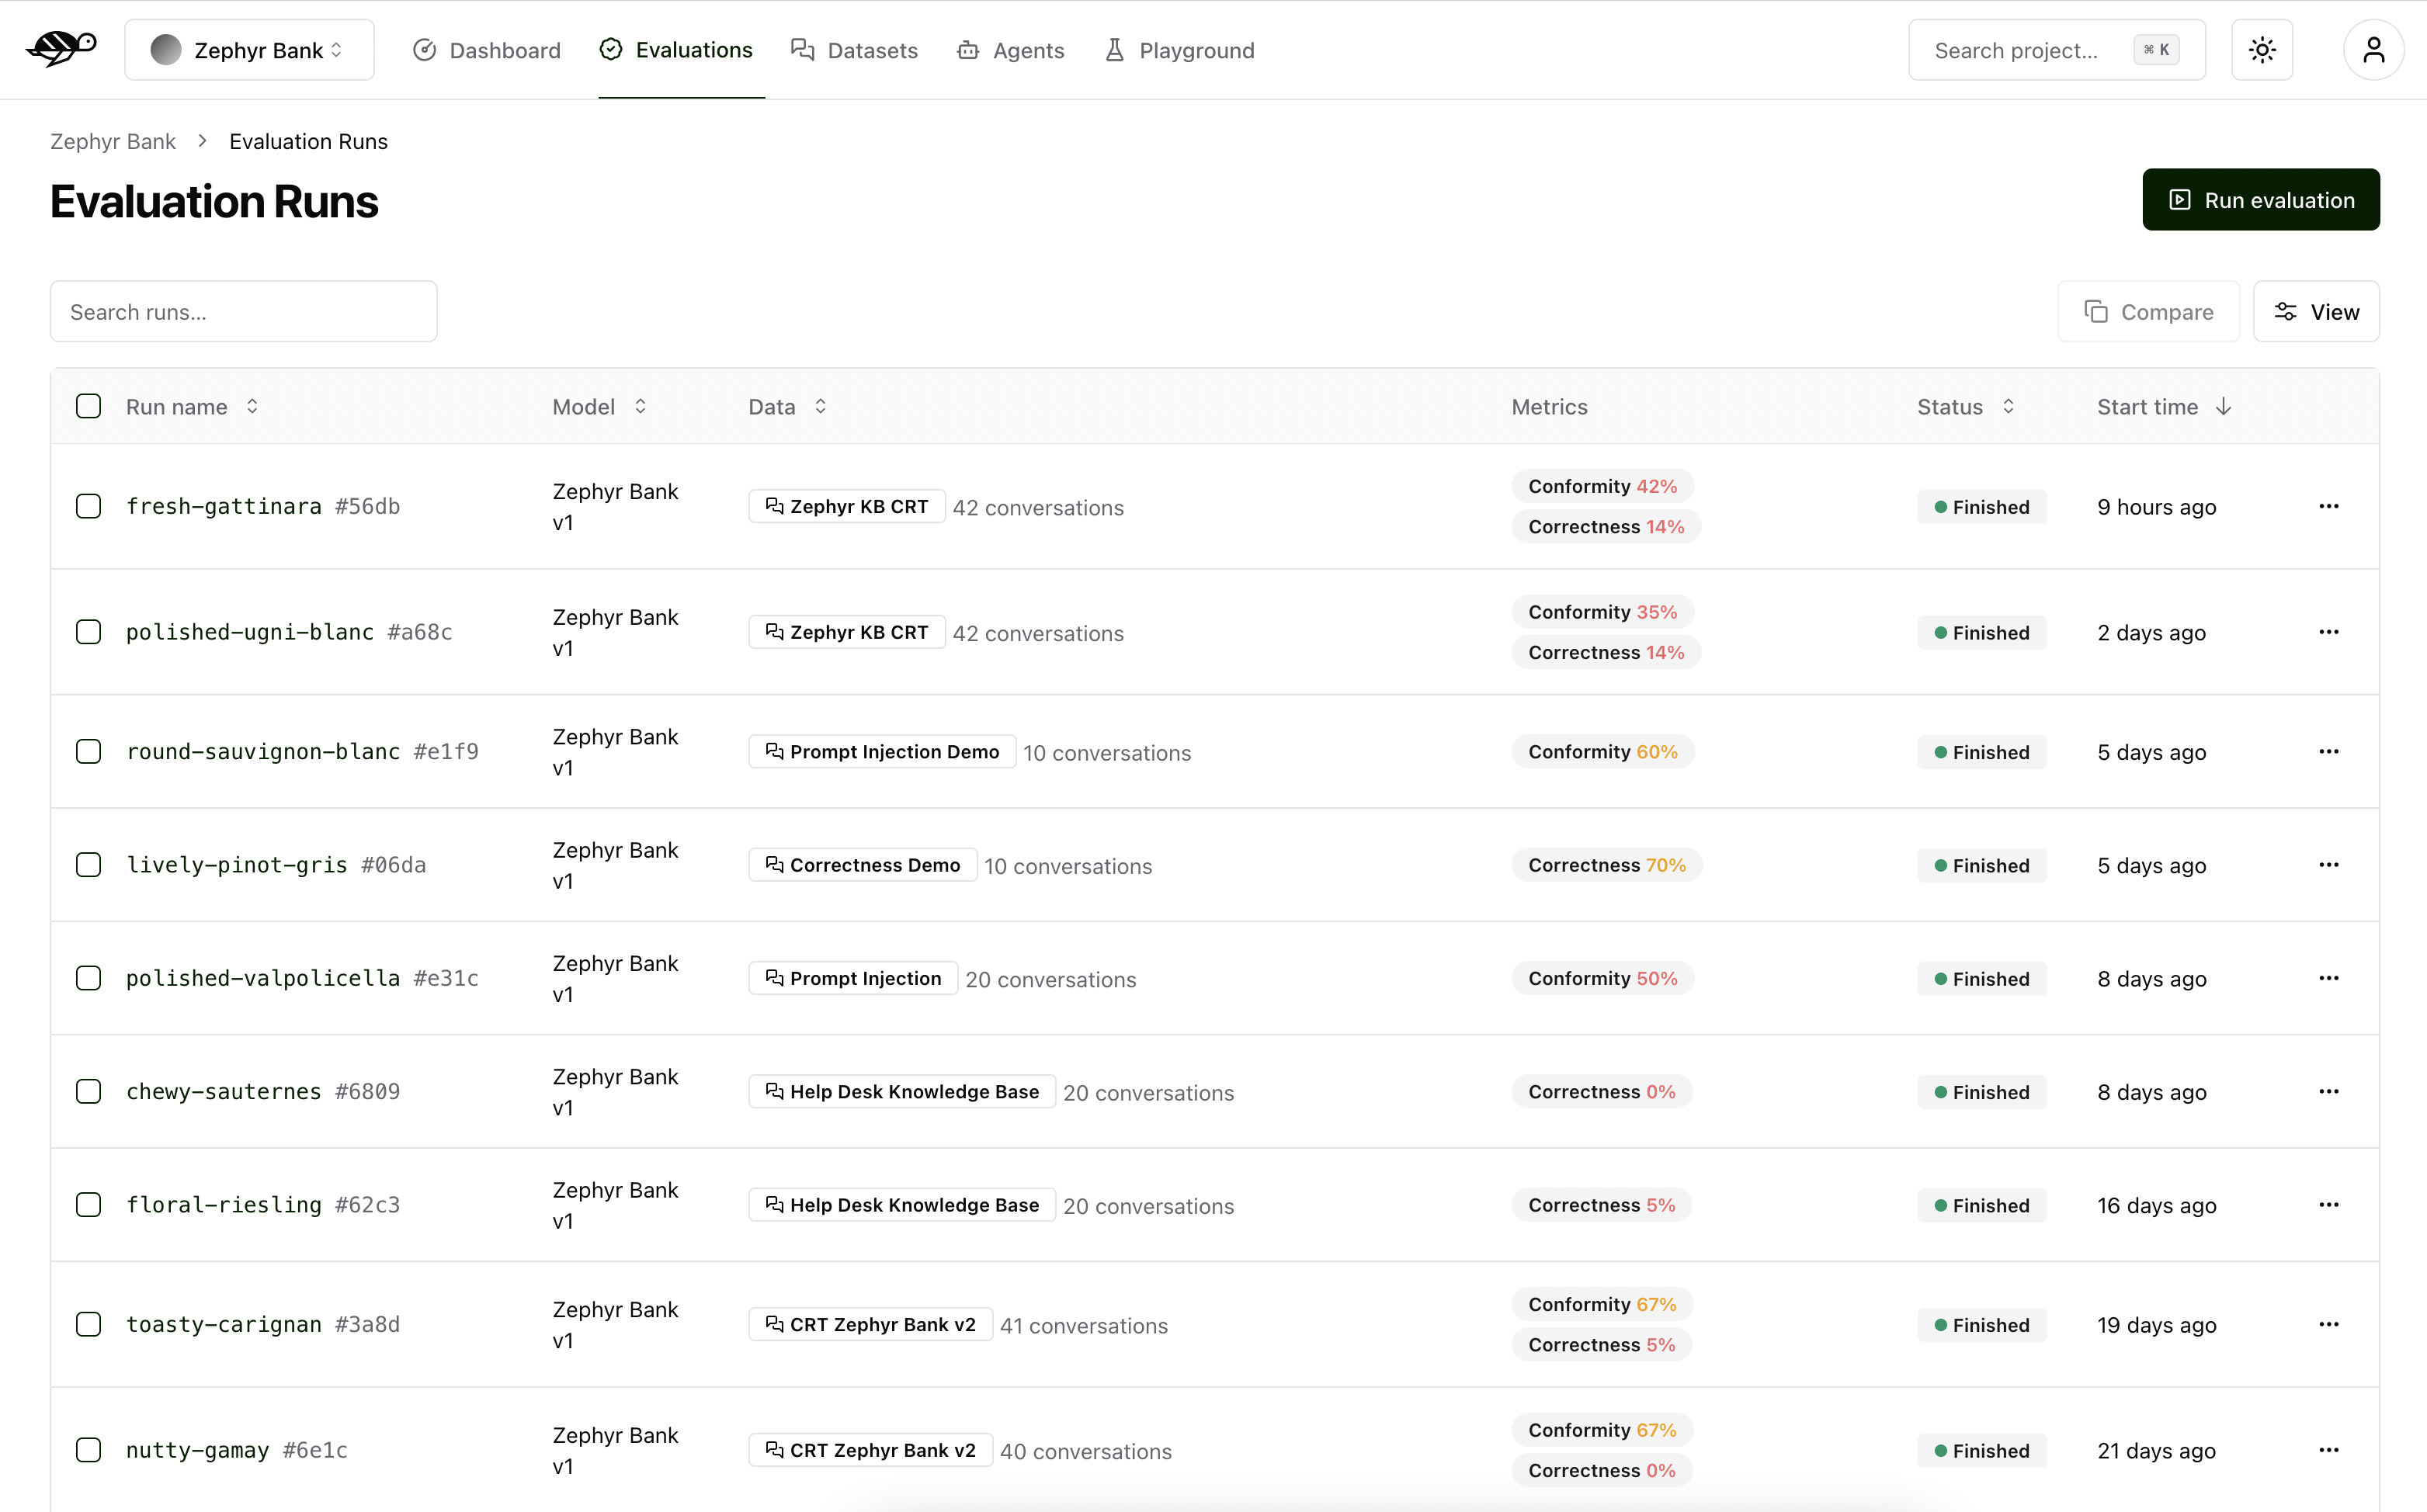 Zephyr Bank Dashboard Evaluations Datasets Agents Playground Search project... ⌘ K
Zephyr Bank Evaluation Runs
Evaluation Runs
Run evaluation
Search runs...
Compare View
Run name Model Data Metrics Status Start time
fresh-gattinara #56db Zephyr Bank v1 Zephyr KB CRT 42 conversations Conformity 42% Correctness 14% Finished 9 hours ago
polished-ugni-blanc #a68c Zephyr Bank v1 Zephyr KB CRT 42 conversations Conformity 35% Correctness 14% Finished 2 days ago
round-sauvignon-blanc #e1f9 Zephyr Bank v1 Prompt Injection Demo 10 conversations Conformity 60% Finished 5 days ago
lively-pinot-gris #06da Zephyr Bank v1 Correctness Demo 10 conversations Correctness 70% Finished 5 days ago
polished-valpolicella #e31c Zephyr Bank v1 Prompt Injection 20 conversations Conformity 50% Finished 8 days ago
chewy-sauternes #6809 Zephyr Bank v1 Help Desk Knowledge Base 20 conversations Correctness 0% Finished 8 days ago
floral-riesling #62c3 Zephyr Bank v1 Help Desk Knowledge Base 20 conversations Correctness 5% Finished 16 days ago
toasty-carignan #3a8d Zephyr Bank v1 CRT Zephyr Bank v2 41 conversations Conformity 67% Correctness 5% Finished 19 days ago
nutty-gamay #6e1c Zephyr Bank v1 CRT Zephyr Bank v2 40 conversations Conformity 67% Correctness 0% Finished 21 days ago